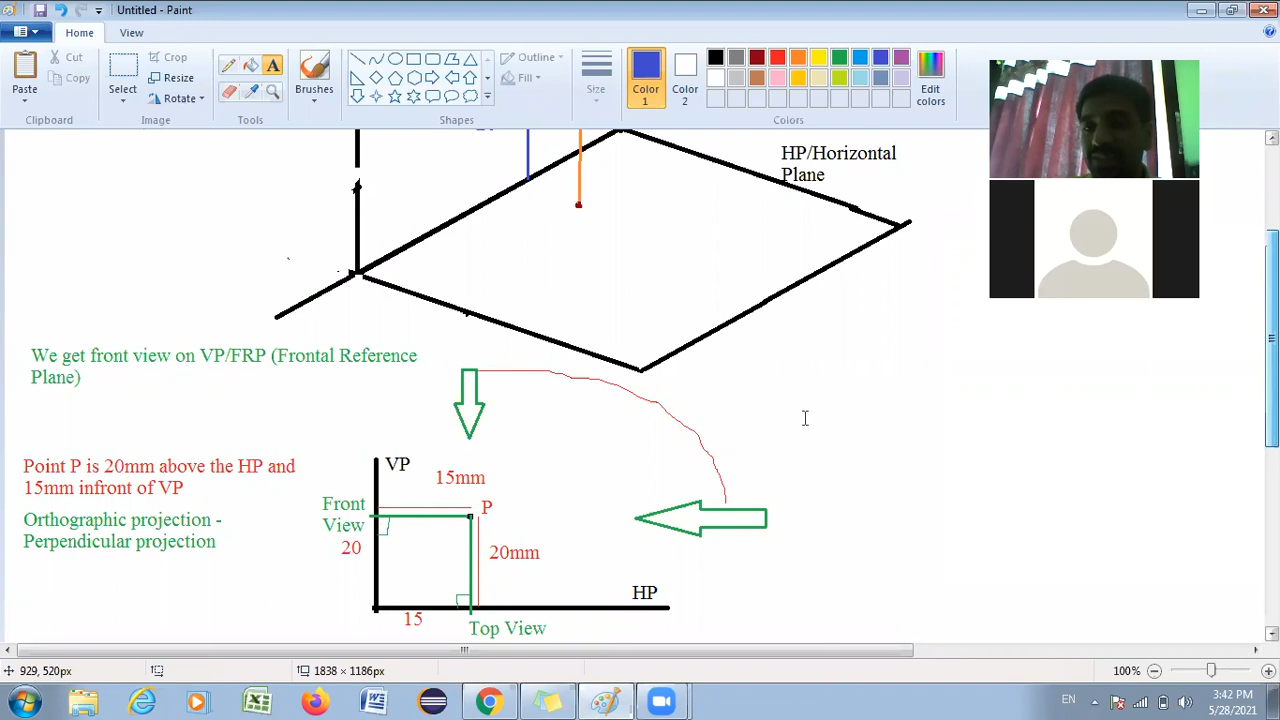 Untitled - Paint
Home
View
Paste
Cut
Copy
Clipboard
Select
Crop
Resize
Rotate
Image
A
Tools
Brushes
Shapes
Outline
Fill
Size
Color 1
Color 2
Colors
Edit colors
HP/Horizontal
Plane
We get front view on VP/FRP (Frontal Reference
Plane)
Point P is 20mm above the HP and
15mm infront of VP
Orthographic projection -
Perpendicular projection
VP
15mm
Front
View
P
20
20mm
HP
15
Top View
929, 520px
1838 × 1186px
100%
EN
3:42 PM
5/28/2021